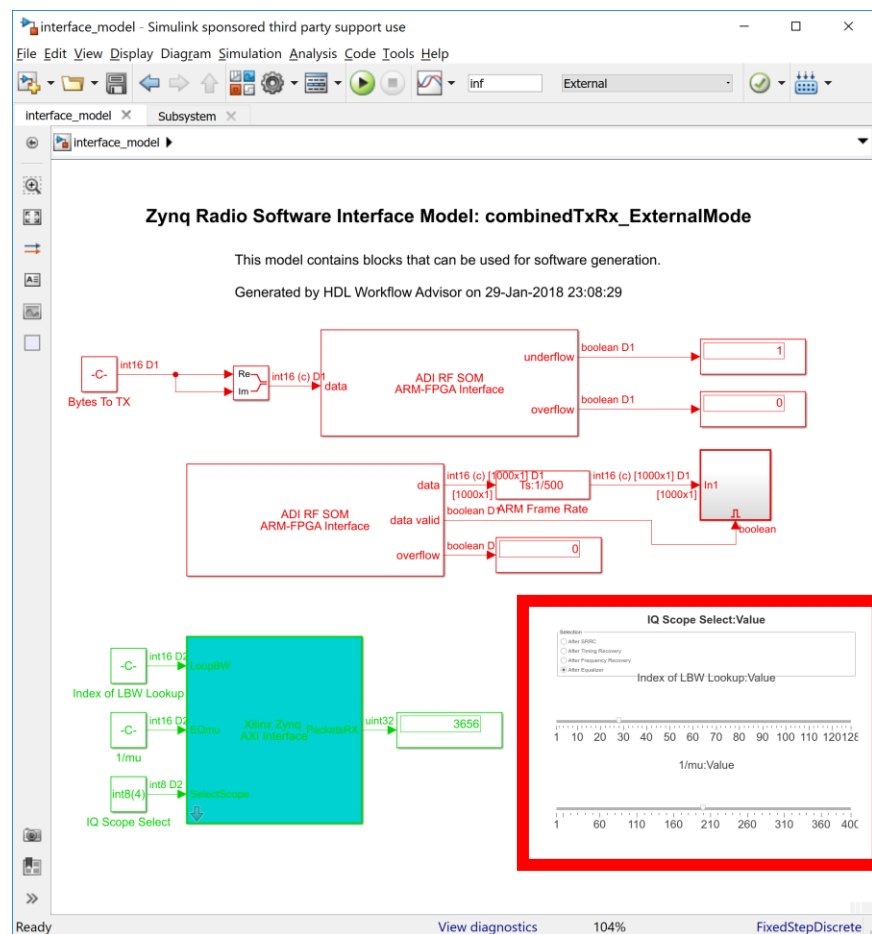 interface_model - Simulink sponsored third party support use
File Edit View Display Diagram Simulation Analysis Code Tools Help
inf External
interface_model Subsystem
interface_model
Zynq Radio Software Interface Model: combinedTxRx_ExternalMode
This model contains blocks that can be used for software generation.
Generated by HDL Workflow Advisor on 29-Jan-2018 23:08:29
-C-
int16 D1
Bytes To TX
Re
Im
int16 (c) D1
data
ADI RF SOM
ARM-FPGA Interface
underflow
boolean D1
1
overflow
boolean D1
0
ADI RF SOM
ARM-FPGA Interface
data
int16 (c) [1000x1] D1
[1000x1]
Ts:1/500
ARM Frame Rate
int16 (c) [1000x1] D1
[1000x1]
In1
boolean
data valid
boolean D1
overflow
boolean D
0
-C-
int16 D2
Index of LBW Lookup
LoopBW
-C-
int16 D2
1/mu
EQmu
int8(4)
int8 D2
IQ Scope Select
SelectScope
Xilinx Zynq
AXI Interface
PacketsRX
uint32
3656
IQ Scope Select:Value
Selection
After SRRC
After Timing Recovery
After Frequency Recovery
After Equalizer
Index of LBW Lookup:Value
1 10 20 30 40 50 60 70 80 90 100 110 120128
1/mu:Value
1 60 110 160 210 260 310 360 400
Ready View diagnostics 104% FixedStepDiscrete